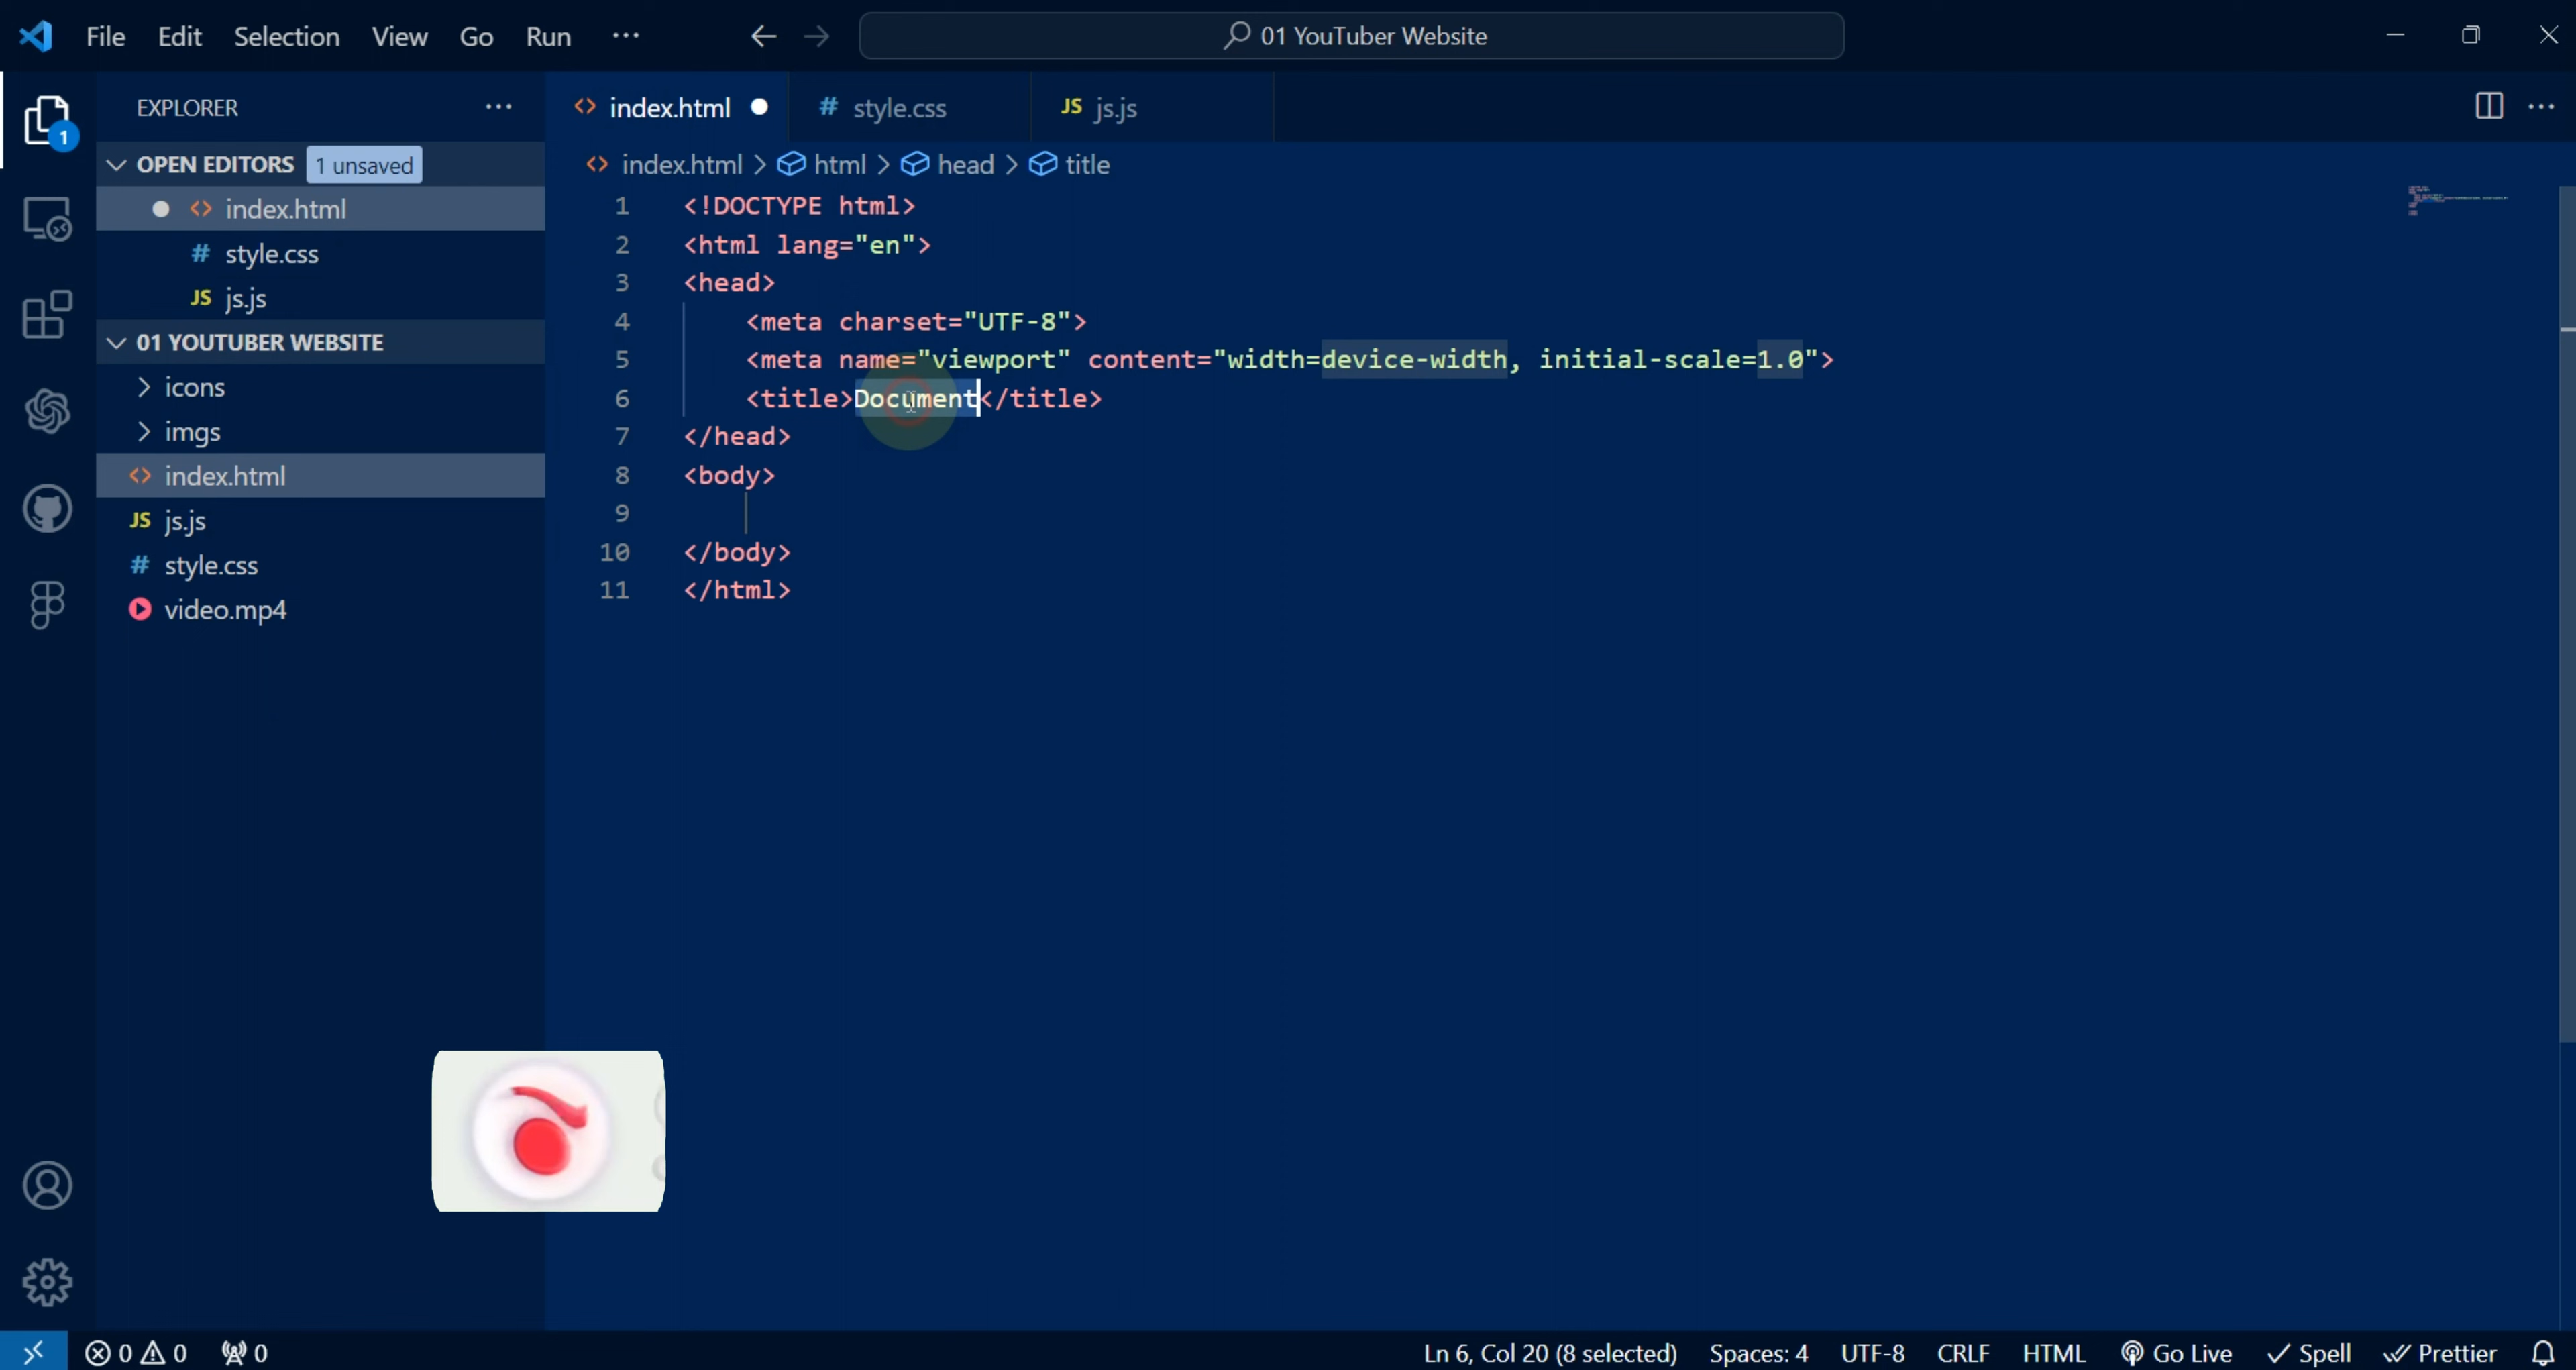 File Edit Selection View Go Run ···
01 YouTuber Website
EXPLORER ···
OPEN EDITORS 1 unsaved
index.html
# style.css
JS js.js
01 YOUTUBER WEBSITE
icons
imgs
index.html
JS js.js
# style.css
video.mp4
1
<> index.html # style.css JS js.js ···
<> index.html > html > head > title
1 <!DOCTYPE html>
2 <html lang="en">
3 <head>
4 <meta charset="UTF-8">
5 <meta name="viewport" content="width=device-width, initial-scale=1.0">
6 <title>Document</title>
7 </head>
8 <body>
9
10 </body>
11 </html>
0 0 0 Ln 6, Col 20 (8 selected) Spaces: 4 UTF-8 CRLF HTML Go Live Spell Prettier